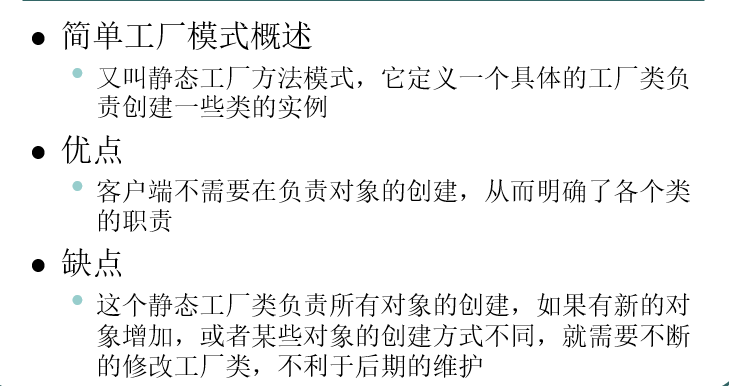 简单工厂模式概述
又叫静态工厂方法模式，它定义一个具体的工厂类负
责创建一些类的实例
优点
客户端不需要在负责对象的创建，从而明确了各个类
的职责
缺点
这个静态工厂类负责所有对象的创建，如果有新的对
象增加，或者某些对象的创建方式不同，就需要不断
的修改工厂类，不利于后期的维护